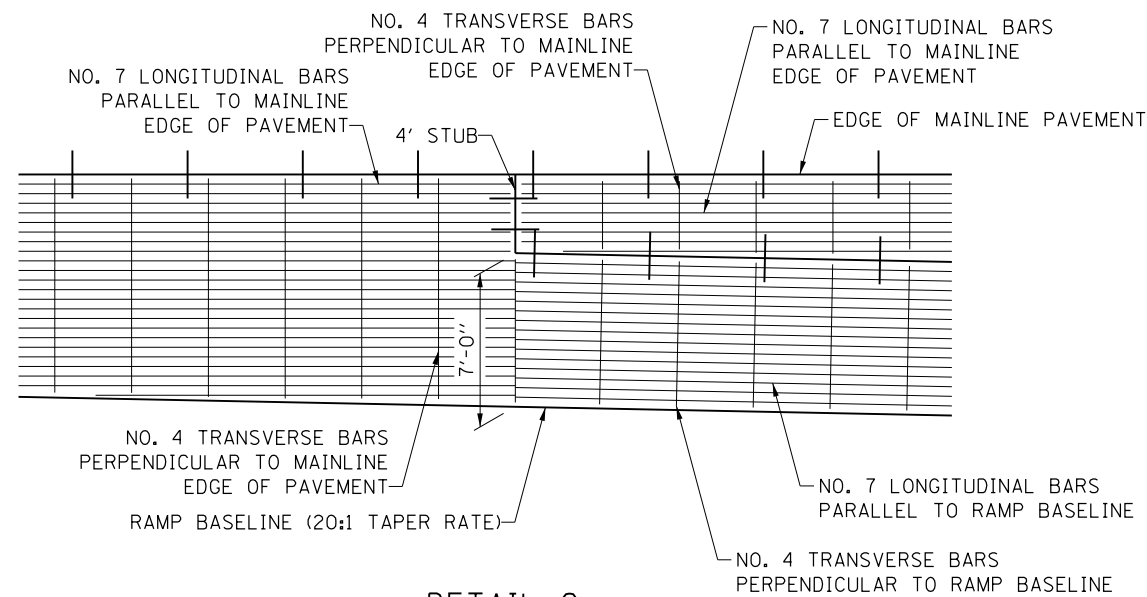 NO. 4 TRANSVERSE BARS
PERPENDICULAR TO MAINLINE
EDGE OF PAVEMENT
NO. 7 LONGITUDINAL BARS
PARALLEL TO MAINLINE
EDGE OF PAVEMENT
NO. 7 LONGITUDINAL BARS
PARALLEL TO MAINLINE
EDGE OF PAVEMENT
4' STUB
EDGE OF MAINLINE PAVEMENT
7'-0"
NO. 4 TRANSVERSE BARS
PERPENDICULAR TO MAINLINE
EDGE OF PAVEMENT
RAMP BASELINE (20:1 TAPER RATE)
NO. 7 LONGITUDINAL BARS
PARALLEL TO RAMP BASELINE
NO. 4 TRANSVERSE BARS
PERPENDICULAR TO RAMP BASELINE